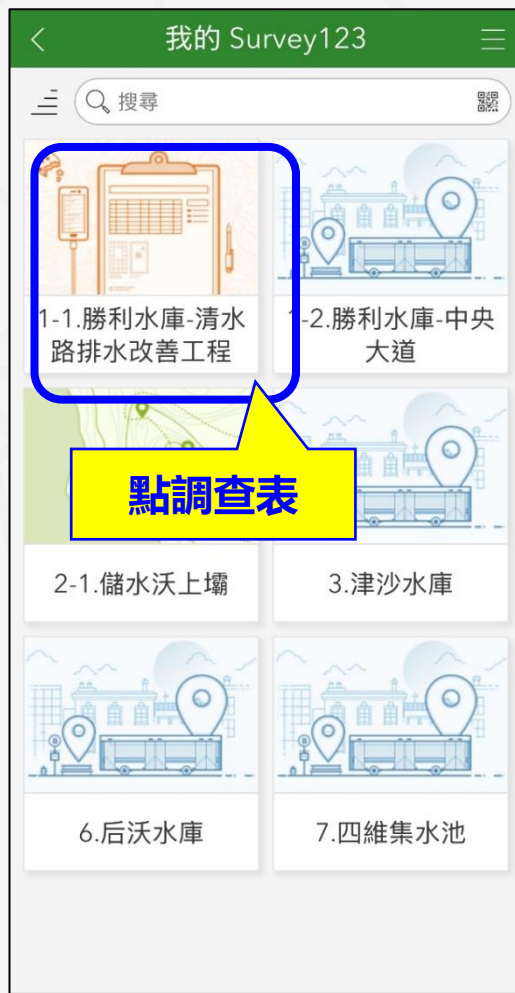 我的 Survey123
搜尋
1-1.勝利水庫-清水
路排水改善工程
1-2.勝利水庫-中央
大道
點調查表
2-1.儲水沃上壩
3.津沙水庫
6.后沃水庫
7.四維集水池